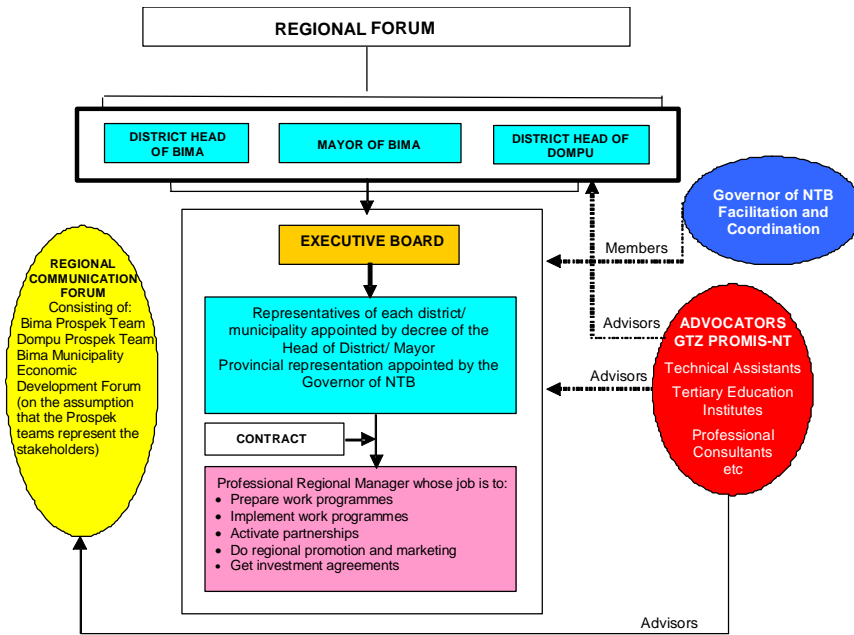 REGIONAL FORUM
DISTRICT HEAD
OF BIMA
MAYOR OF BIMA
DISTRICT HEAD OF
DOMPU
Governor of NTB
Facilitation and
Coordination
Members
EXECUTIVE BOARD
REGIONAL
COMMUNICATION
FORUM
Consisting of:
Bima Prospek Team
Dompu Prospek Team
Bima Municipality
Economic
Development Forum
(on the assumption
that the Prospek
teams represent the
stakeholders)
Representatives of each district/
municipality appointed by decree of the
Head of District/ Mayor
Provincial representation appointed by the
Governor of NTB
Advisors
Advisors
ADVOCATORS
GTZ PROMIS-NT
Technical Assistants
Tertiary Education
Institutes
Professional
Consultants
etc
CONTRACT
Professional Regional Manager whose job is to:
• Prepare work programmes
• Implement work programmes
• Activate partnerships
• Do regional promotion and marketing
• Get investment agreements
Advisors